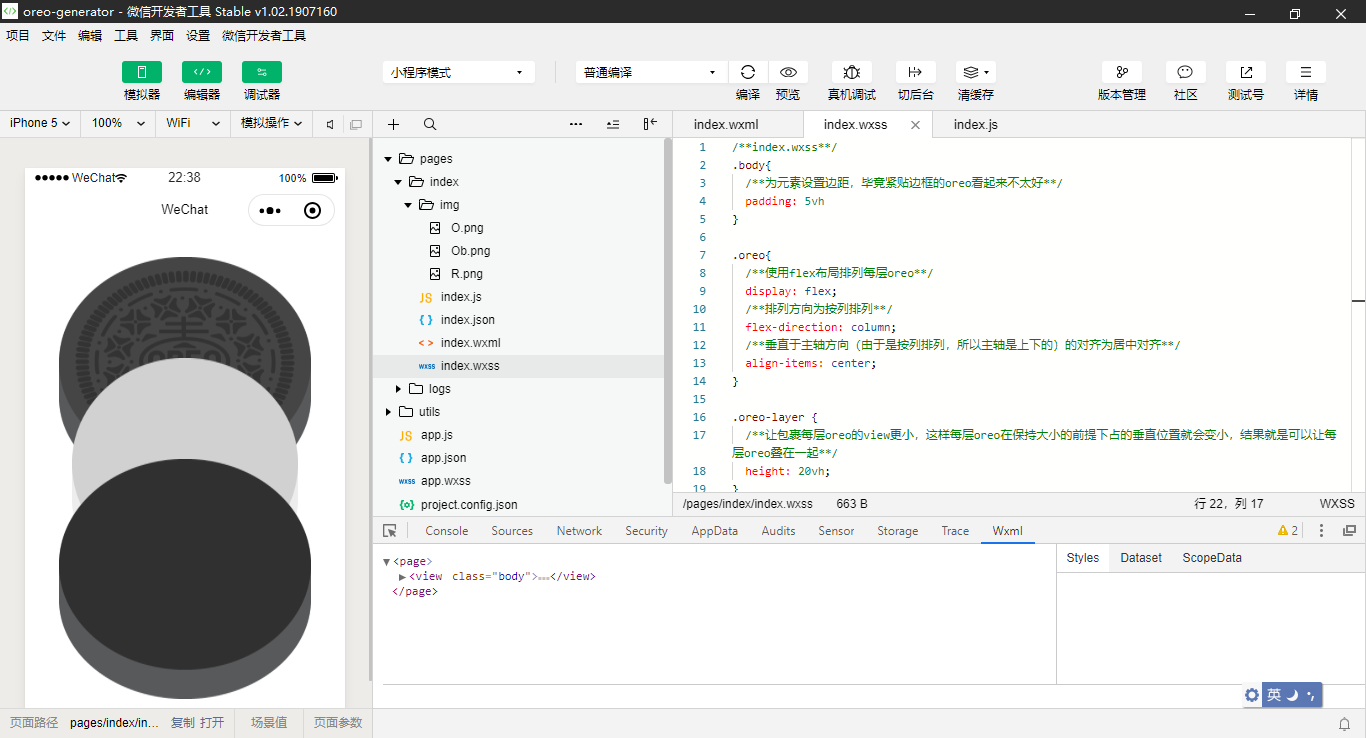 oreo-generator - 微信开发者工具 Stable v1.02.1907160
项目 文件 编辑 工具 界面 设置 微信开发者工具
小程序模式 普通编译
模拟器 编辑器 调试器 编译 预览 真机调试 切后台 清缓存 版本管理 社区 测试号 详情
iPhone 5 100% WiFi 模拟操作
index.wxml index.wxss index.js
WeChat 22:38 100%
WeChat
pages
index
img
O.png
Ob.png
R.png
index.js
index.json
index.wxml
index.wxss
logs
utils
app.js
app.json
app.wxss
project.config.json
1 /**index.wxss**/
2 .body{
3 /**为元素设置边距，毕竟紧贴边框的oreo看起来不太好**/
4 padding: 5vh
5 }
6
7 .oreo{
8 /**使用flex布局排列每层oreo**/
9 display: flex;
10 /**排列方向为按列排列**/
11 flex-direction: column;
12 /**垂直于主轴方向（由于是按列排列，所以主轴是上下的）的对齐为居中对齐**/
13 align-items: center;
14 }
15
16 .oreo-layer {
17 /**让包裹每层oreo的view更小，这样每层oreo在保持大小的前提下占的垂直位置就会变小，结果就是可以让每
层oreo叠在一起**/
18 height: 20vh;
19 }
/pages/index/index.wxss 663 B 行 22，列 17 WXSS
Console Sources Network Security AppData Audits Sensor Storage Trace Wxml 2
<page>
<view class="body">…</view>
</page>
Styles Dataset ScopeData
英
页面路径 pages/index/in... 复制 打开 场景值 页面参数